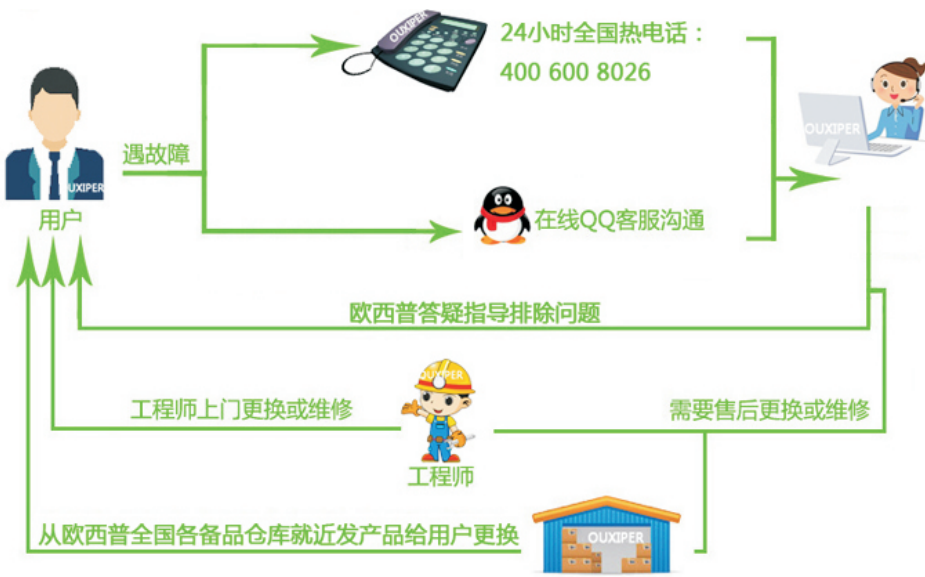 OUXIPER
24小时全国热电话：
400 600 8026
OUXIPER
UXIPER
遇故障
用户
在线QQ客服沟通
欧西普答疑指导排除问题
OUXIPER
工程师上门更换或维修
需要售后更换或维修
工程师
从欧西普全国各备品仓库就近发产品给用户更换
OUXIPER